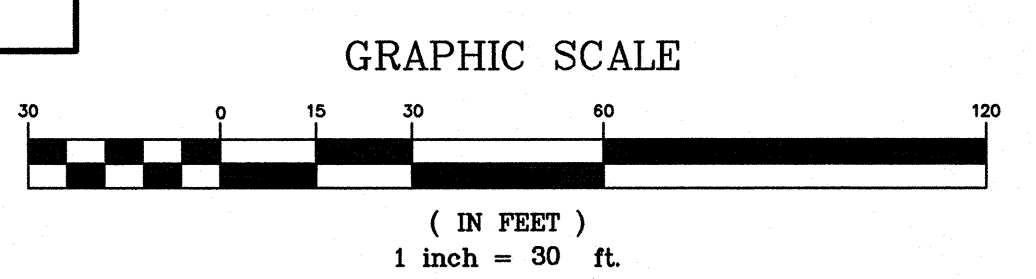 GRAPHIC SCALE
30 0 15 30 60 120
( IN FEET )
1 inch = 30 ft.